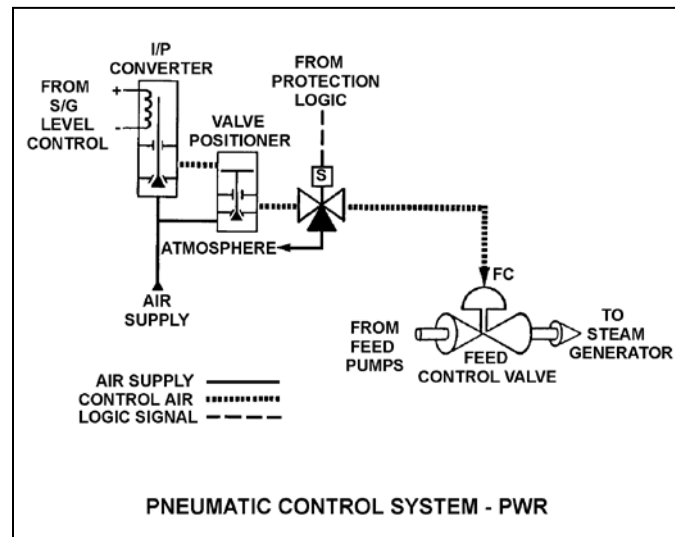 I/P
CONVERTER
FROM
S/G
LEVEL
CONTROL
+
-
VALVE
POSITIONER
FROM
PROTECTION
LOGIC
S
ATMOSPHERE
AIR
SUPPLY
FC
FROM
FEED
PUMPS
FEED
CONTROL VALVE
TO
STEAM
GENERATOR
AIR SUPPLY
CONTROL AIR
LOGIC SIGNAL
PNEUMATIC CONTROL SYSTEM - PWR